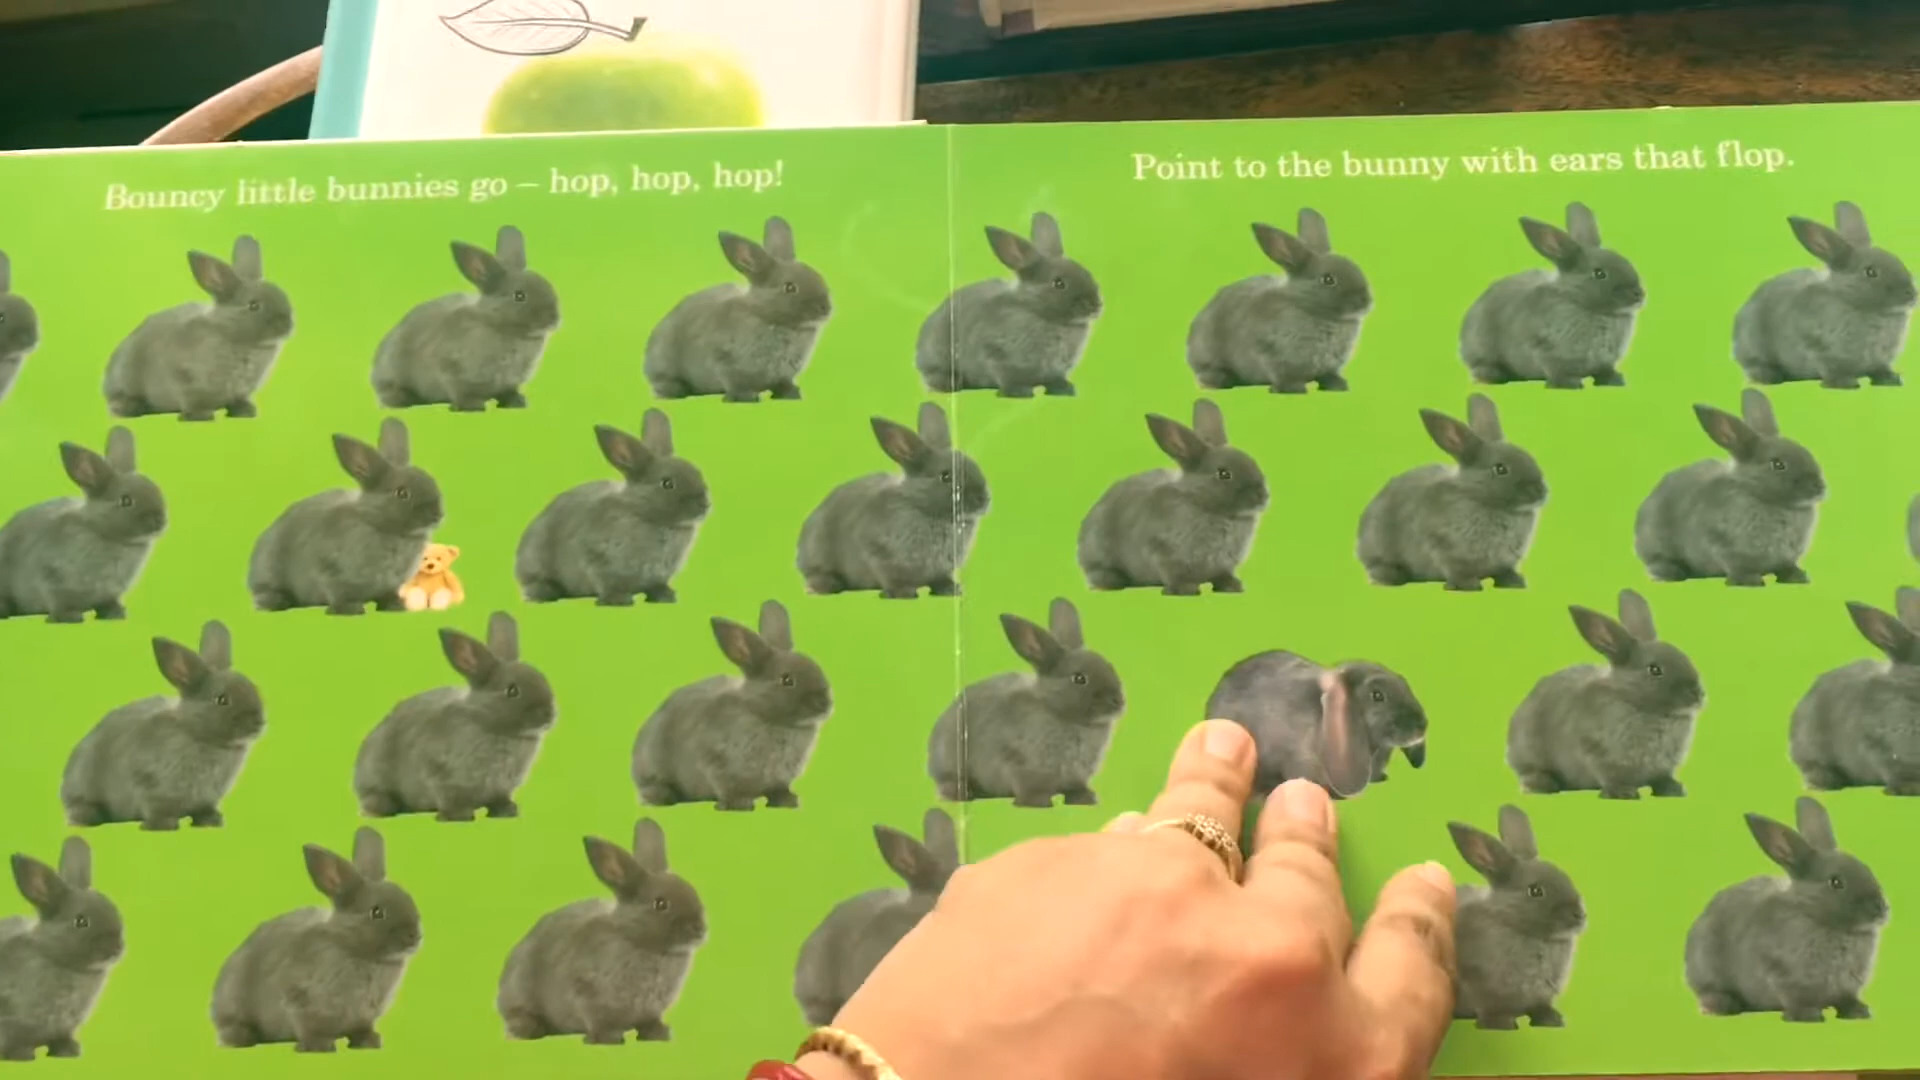 Bouncy little bunnies go – hop, hop, hop!
Point to the bunny with ears that flop.